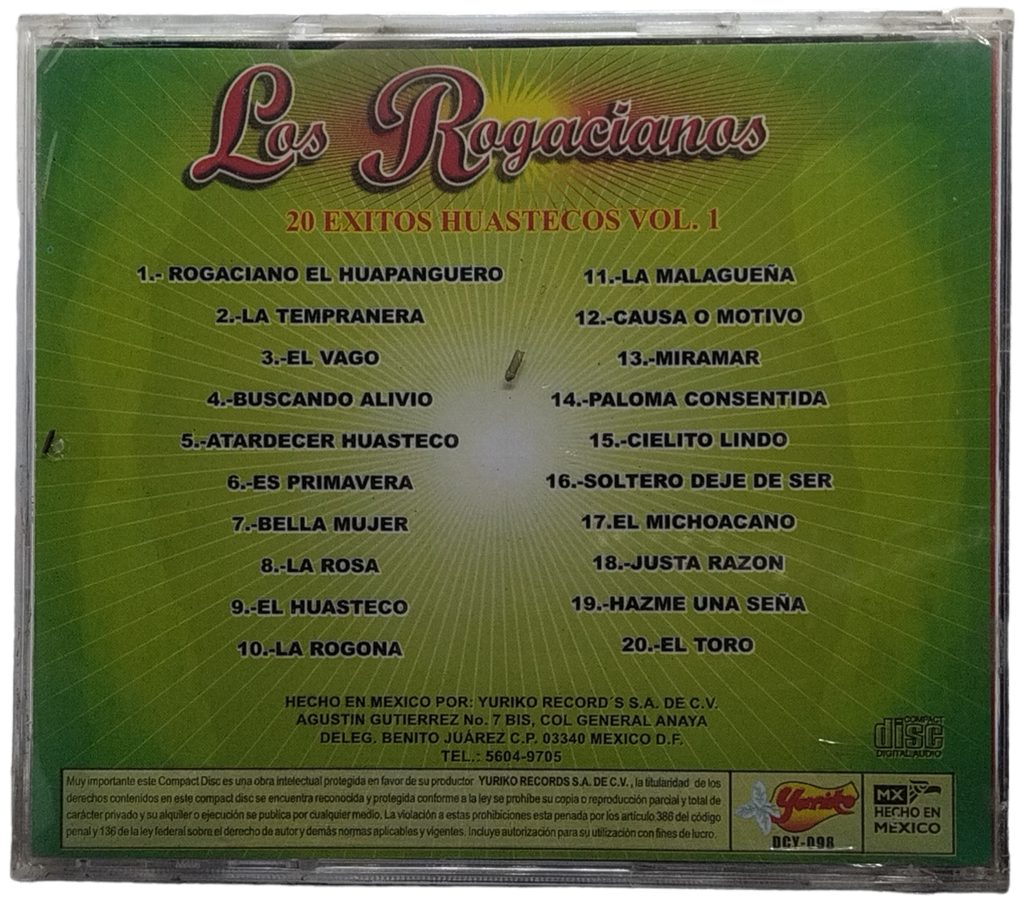 Los Rogacianos
20 EXITOS HUASTECOS VOL. 1
1.- ROGACIANO EL HUAPANGUERO
2.-LA TEMPRANERA
3.-EL VAGO
4.-BUSCANDO ALIVIO
5.-ATARDECER HUASTECO
6.-ES PRIMAVERA
7.-BELLA MUJER
8.-LA ROSA
9.-EL HUASTECO
10.-LA ROGONA
11.-LA MALAGUEÑA
12.-CAUSA O MOTIVO
13.-MIRAMAR
14.-PALOMA CONSENTIDA
15.-CIELITO LINDO
16.-SOLTERO DEJE DE SER
17.EL MICHOACANO
18.-JUSTA RAZON
19.-HAZME UNA SEÑA
20.-EL TORO
HECHO EN MEXICO POR: YURIKO RECORD´S S.A. DE C.V.
AGUSTIN GUTIERREZ No. 7 BIS, COL GENERAL ANAYA
DELEG. BENITO JUÁREZ C.P. 03340 MEXICO D.F.
TEL.: 5604-9705
COMPACT
disc
DIGITAL AUDIO
Muy importante este Compact Disc es una obra intelectual protegida en favor de su productor YURIKO RECORDS S.A. DE C.V., la titularidad de los
derechos contenidos en este compact disc se encuentra reconocida y protegida conforme a la ley se prohibe su copia o reproducción parcial y total de
carácter privado y su alquiler o ejecución se publica por cualquier medio. La violación a estas prohibiciones esta penada por los artículo 386 del código
penal y 136 de la ley federal sobre el derecho de autor y demás normas aplicables y vigentes. Incluye autorización para su utilización con fines de lucro.
Yuriko
DCY-098
MX
HECHO EN
MÉXICO